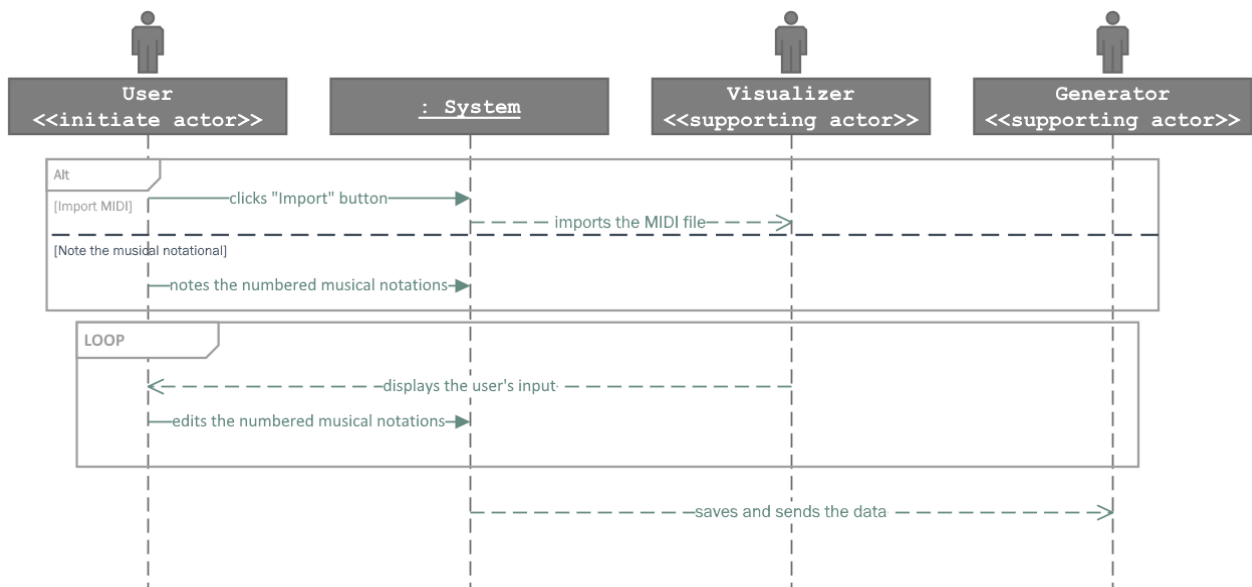 User
<<initiate actor>>
: System
Visualizer
<<supporting actor>>
Generator
<<supporting actor>>
Alt
[Import MIDI]
clicks "Import" button
imports the MIDI file
[Note the musical notational]
notes the numbered musical notations
LOOP
displays the user's input
edits the numbered musical notations
saves and sends the data